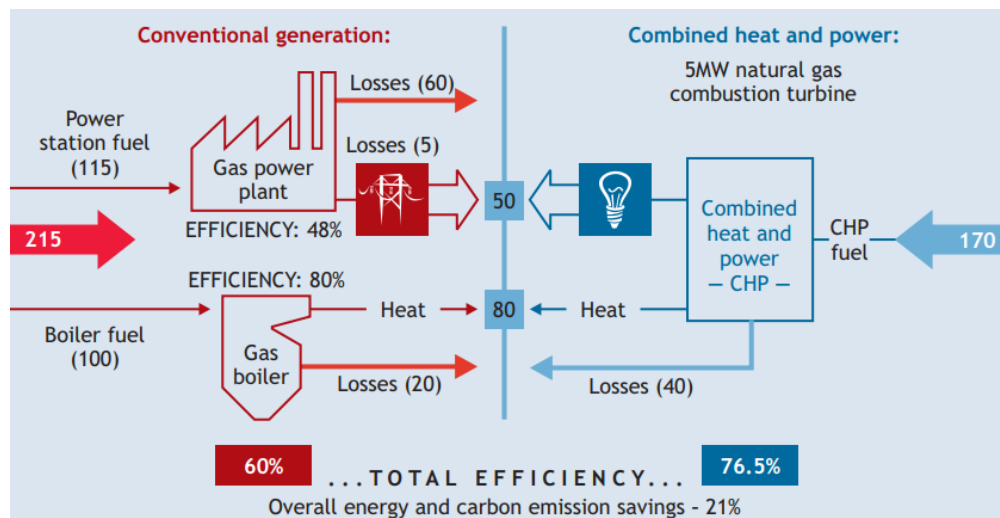 Conventional generation:
Combined heat and power:
5MW natural gas
combustion turbine
Losses (60)
Power
station fuel
(115)
Losses (5)
Gas power
plant
50
Combined
heat and
power
— CHP —
CHP
fuel
EFFICIENCY: 48%
215
170
EFFICIENCY: 80%
Heat
80
Heat
Boiler fuel
(100)
Gas
boiler
Losses (20)
Losses (40)
60%
...TOTAL EFFICIENCY...
76.5%
Overall energy and carbon emission savings - 21%